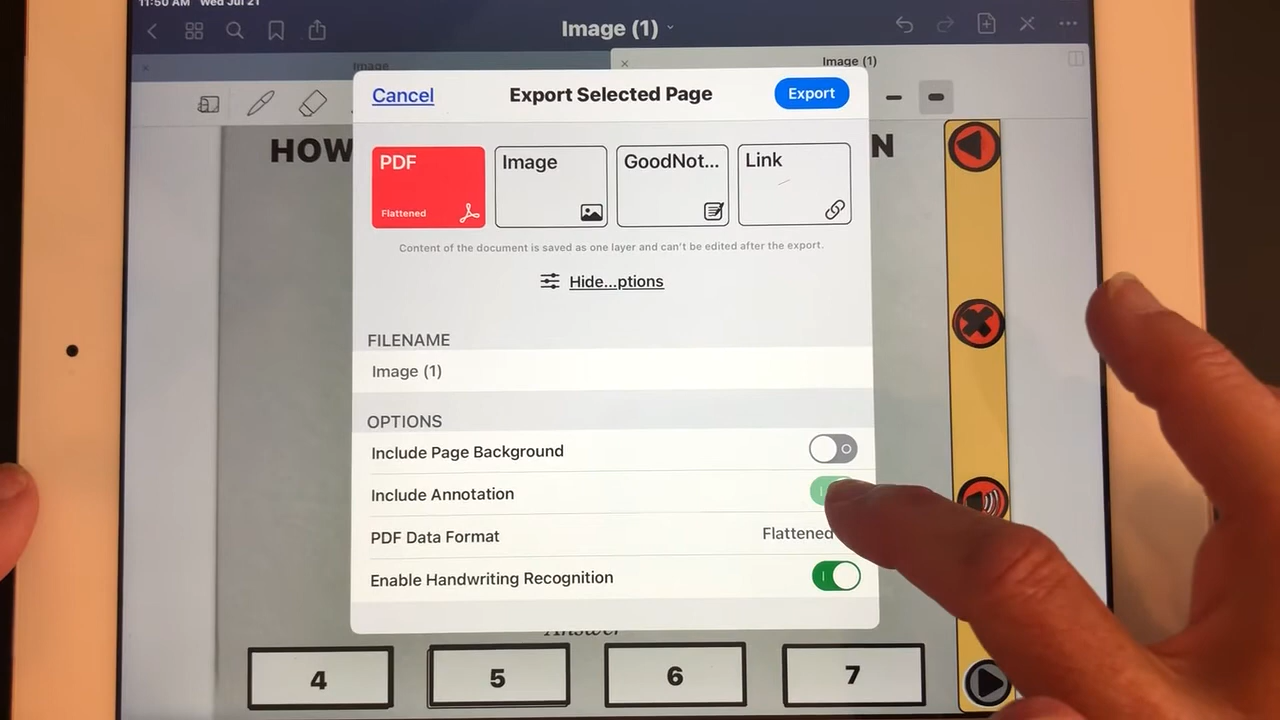 11:50 AM Wed Jul 21
Image (1)
Image
Image (1)
Cancel
Export Selected Page
Export
HOW
N
PDF
Flattened
Image
GoodNot...
Link
Content of the document is saved as one layer and can't be edited after the export.
Hide...ptions
FILENAME
Image (1)
OPTIONS
Include Page Background
Include Annotation
PDF Data Format
Flattened
Enable Handwriting Recognition
Answer
4
5
6
7